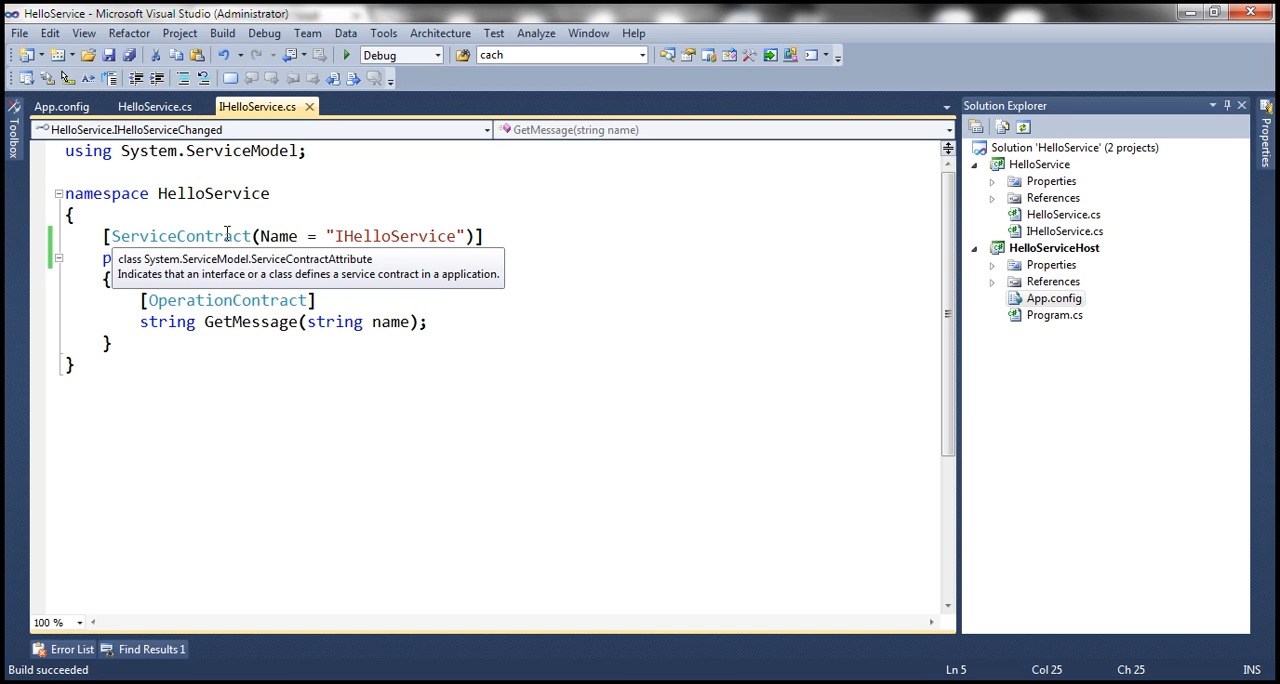 HelloService - Microsoft Visual Studio (Administrator)
File Edit View Refactor Project Build Debug Team Data Tools Architecture Test Analyze Window Help
Debug cach
App.config HelloService.cs IHelloService.cs
HelloService.IHelloServiceChanged GetMessage(string name)
Toolbox
using System.ServiceModel;
namespace HelloService
{
[ServiceContract(Name = "IHelloService")]
p
class System.ServiceModel.ServiceContractAttribute
Indicates that an interface or a class defines a service contract in a application.
{
[OperationContract]
string GetMessage(string name);
}
}
100 %
Solution Explorer
Solution 'HelloService' (2 projects)
HelloService
Properties
References
HelloService.cs
IHelloService.cs
HelloServiceHost
Properties
References
App.config
Program.cs
Properties
Error List Find Results 1
Build succeeded Ln 5 Col 25 Ch 25 INS